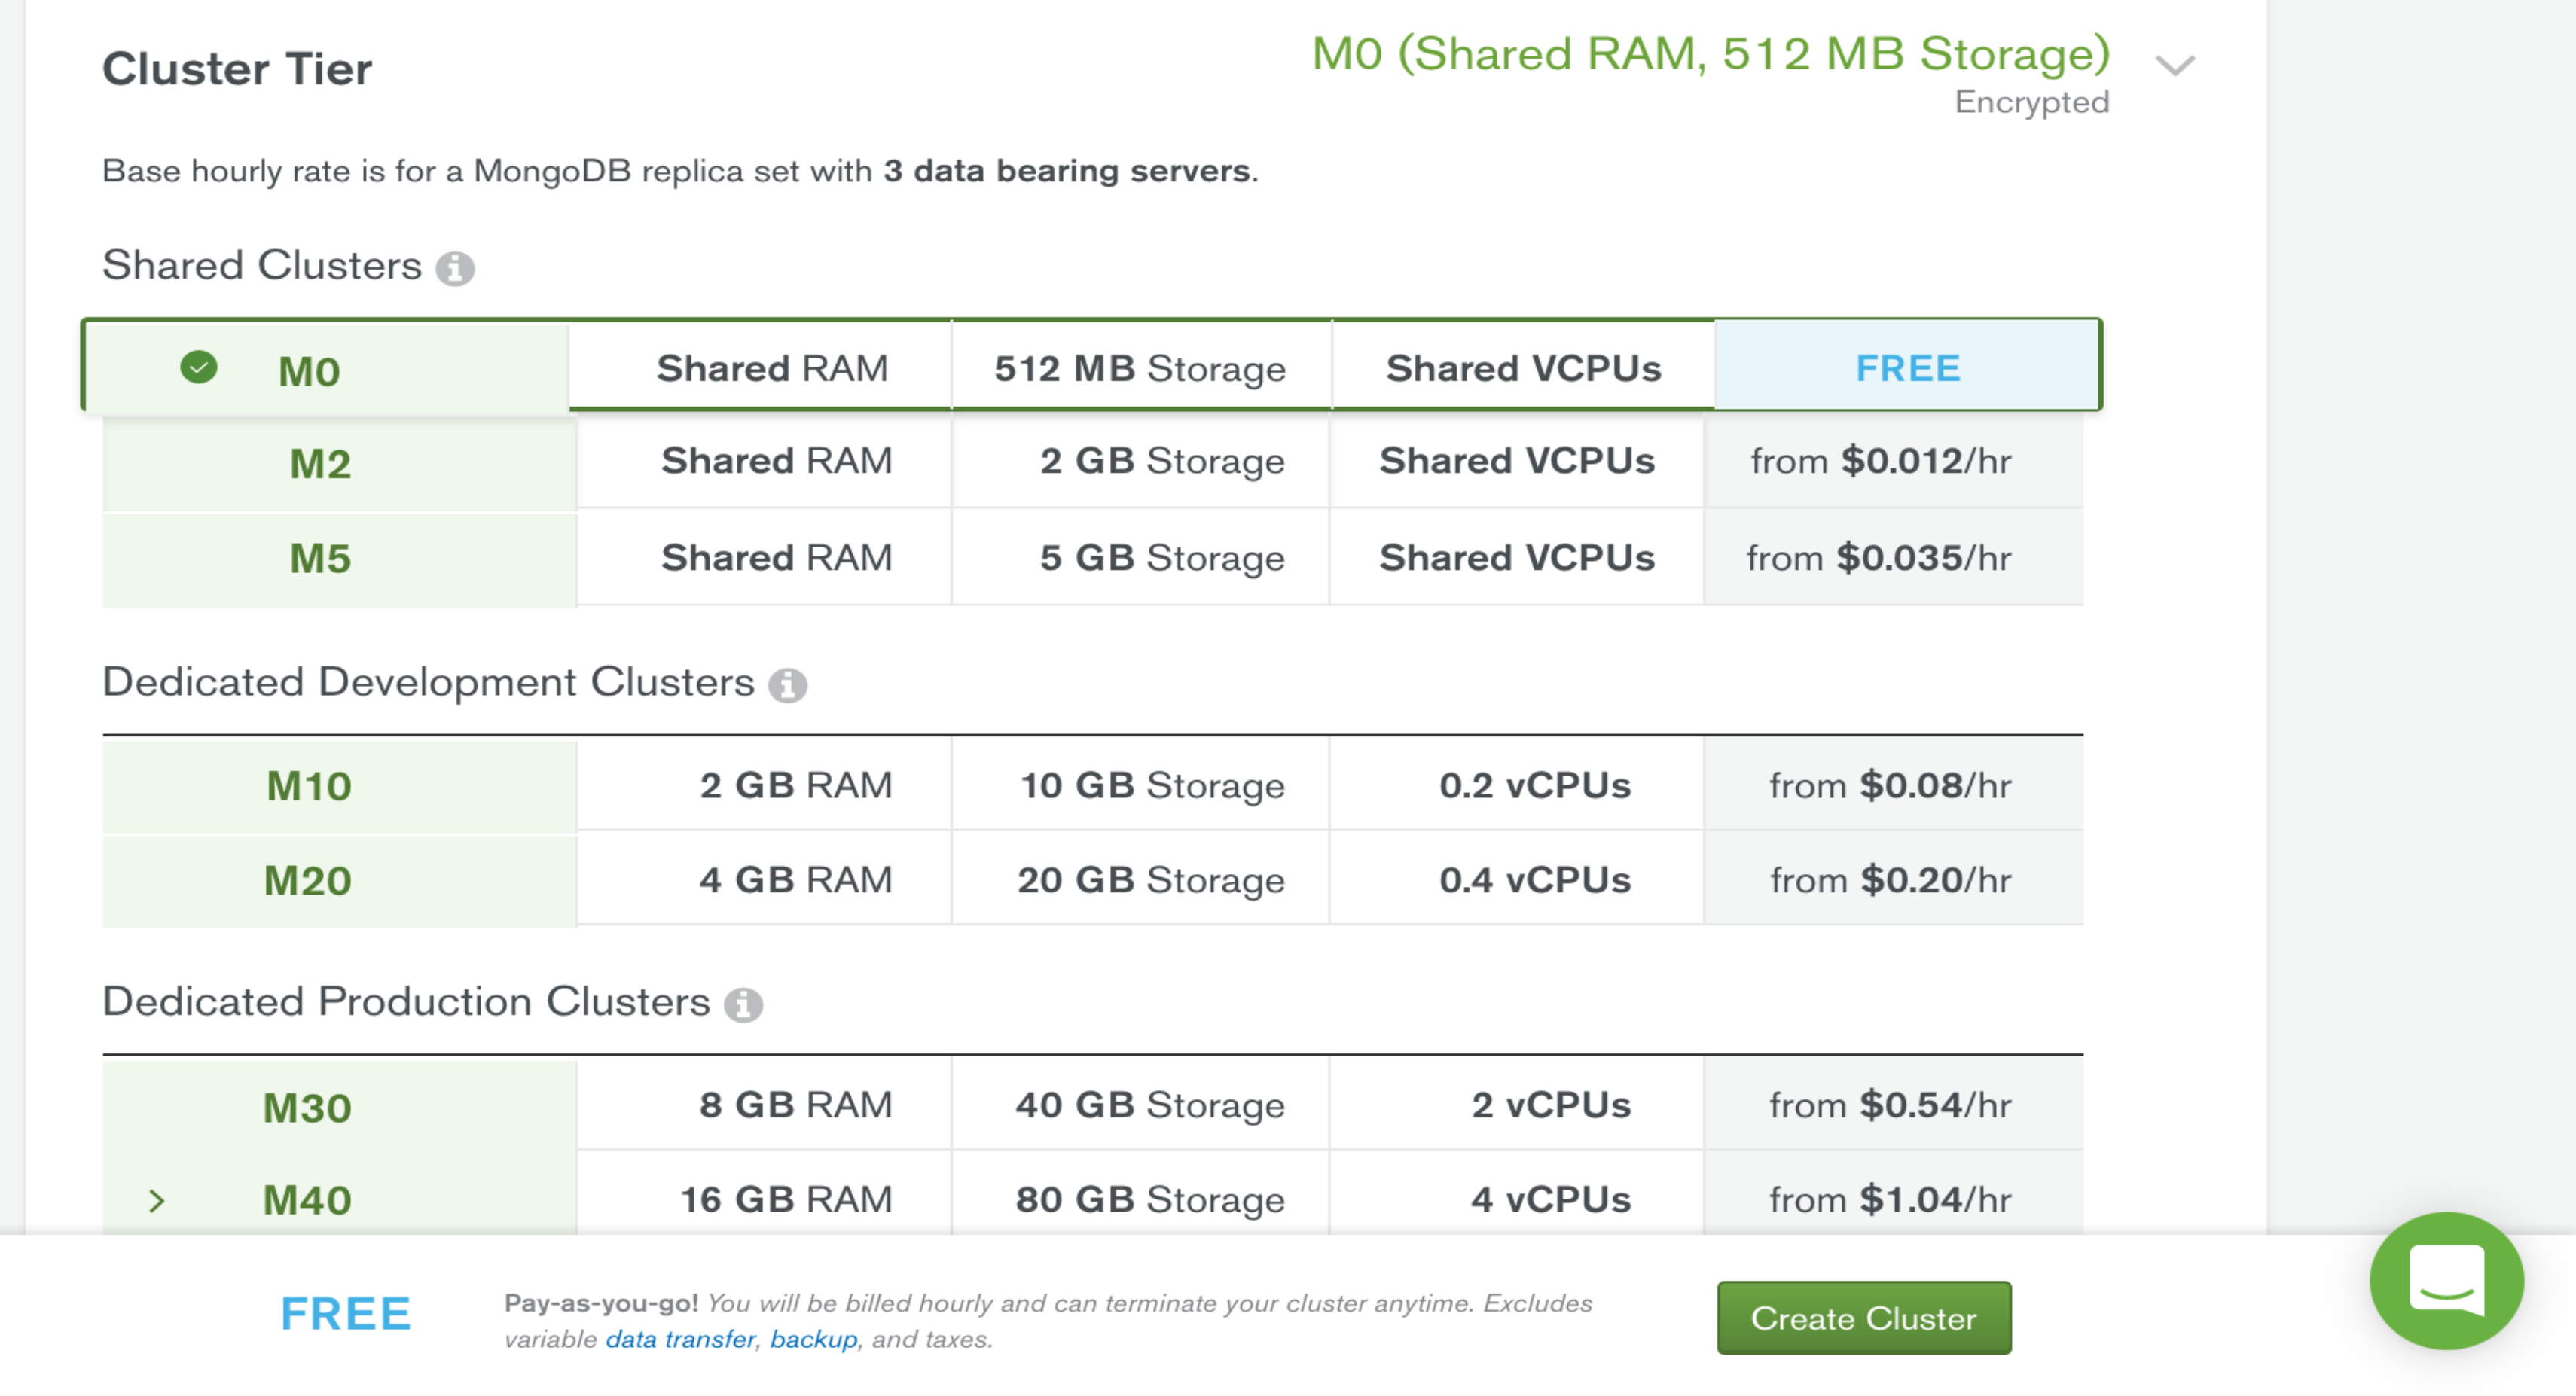 Cluster Tier
M0 (Shared RAM, 512 MB Storage)
Encrypted
Base hourly rate is for a MongoDB replica set with 3 data bearing servers.
Shared Clusters
M0 Shared RAM 512 MB Storage Shared VCPUs FREE
M2 Shared RAM 2 GB Storage Shared VCPUs from $0.012/hr
M5 Shared RAM 5 GB Storage Shared VCPUs from $0.035/hr
Dedicated Development Clusters
M10 2 GB RAM 10 GB Storage 0.2 vCPUs from $0.08/hr
M20 4 GB RAM 20 GB Storage 0.4 vCPUs from $0.20/hr
Dedicated Production Clusters
M30 8 GB RAM 40 GB Storage 2 vCPUs from $0.54/hr
M40 16 GB RAM 80 GB Storage 4 vCPUs from $1.04/hr
FREE
Pay-as-you-go! You will be billed hourly and can terminate your cluster anytime. Excludes
variable data transfer, backup, and taxes.
Create Cluster